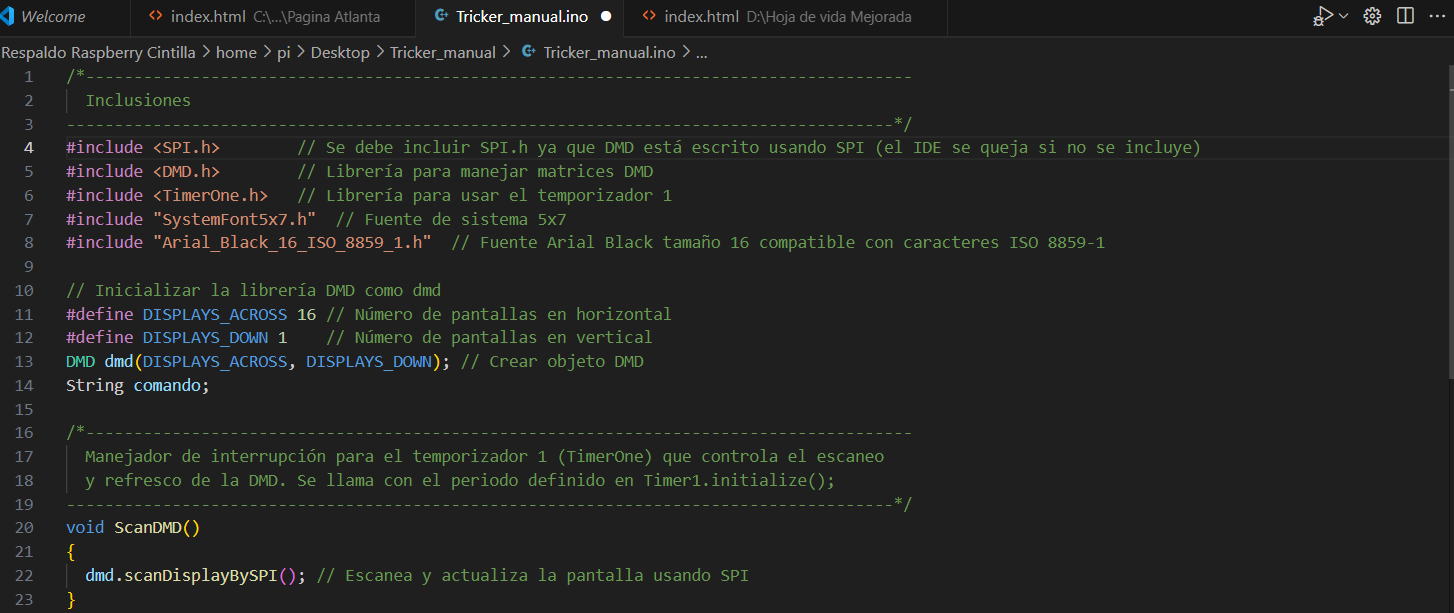 Welcome
index.html C:\...\Pagina Atlanta
Tricker_manual.ino
index.html D:\Hoja de vida Mejorada
Respaldo Raspberry Cintilla > home > pi > Desktop > Tricker_manual > Tricker_manual.ino > ...
1 /*--------------------------------------------------------------------------------------
2 Inclusiones
3 --------------------------------------------------------------------------------------*/
4 #include <SPI.h> // Se debe incluir SPI.h ya que DMD está escrito usando SPI (el IDE se queja si no se incluye)
5 #include <DMD.h> // Librería para manejar matrices DMD
6 #include <TimerOne.h> // Librería para usar el temporizador 1
7 #include "SystemFont5x7.h" // Fuente de sistema 5x7
8 #include "Arial_Black_16_ISO_8859_1.h" // Fuente Arial Black tamaño 16 compatible con caracteres ISO 8859-1
9
10 // Inicializar la librería DMD como dmd
11 #define DISPLAYS_ACROSS 16 // Número de pantallas en horizontal
12 #define DISPLAYS_DOWN 1 // Número de pantallas en vertical
13 DMD dmd(DISPLAYS_ACROSS, DISPLAYS_DOWN); // Crear objeto DMD
14 String comando;
15
16 /*--------------------------------------------------------------------------------------
17 Manejador de interrupción para el temporizador 1 (TimerOne) que controla el escaneo
18 y refresco de la DMD. Se llama con el periodo definido en Timer1.initialize();
19 --------------------------------------------------------------------------------------*/
20 void ScanDMD()
21 {
22 dmd.scanDisplayBySPI(); // Escanea y actualiza la pantalla usando SPI
23 }